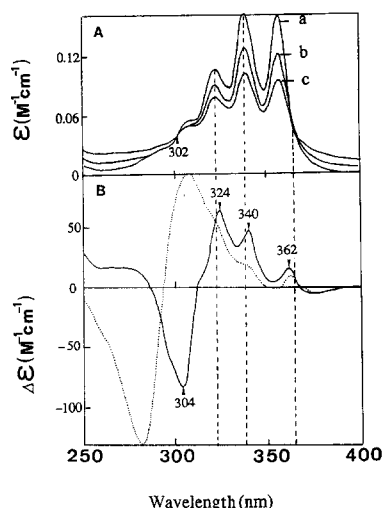 A
a
b
c
0.12
0.06
0
ε(M⁻¹cm⁻¹)
302
B
324
340
362
50
0
-50
-100
Δε(M⁻¹cm⁻¹)
304
250 300 350 400
Wavelength (nm)